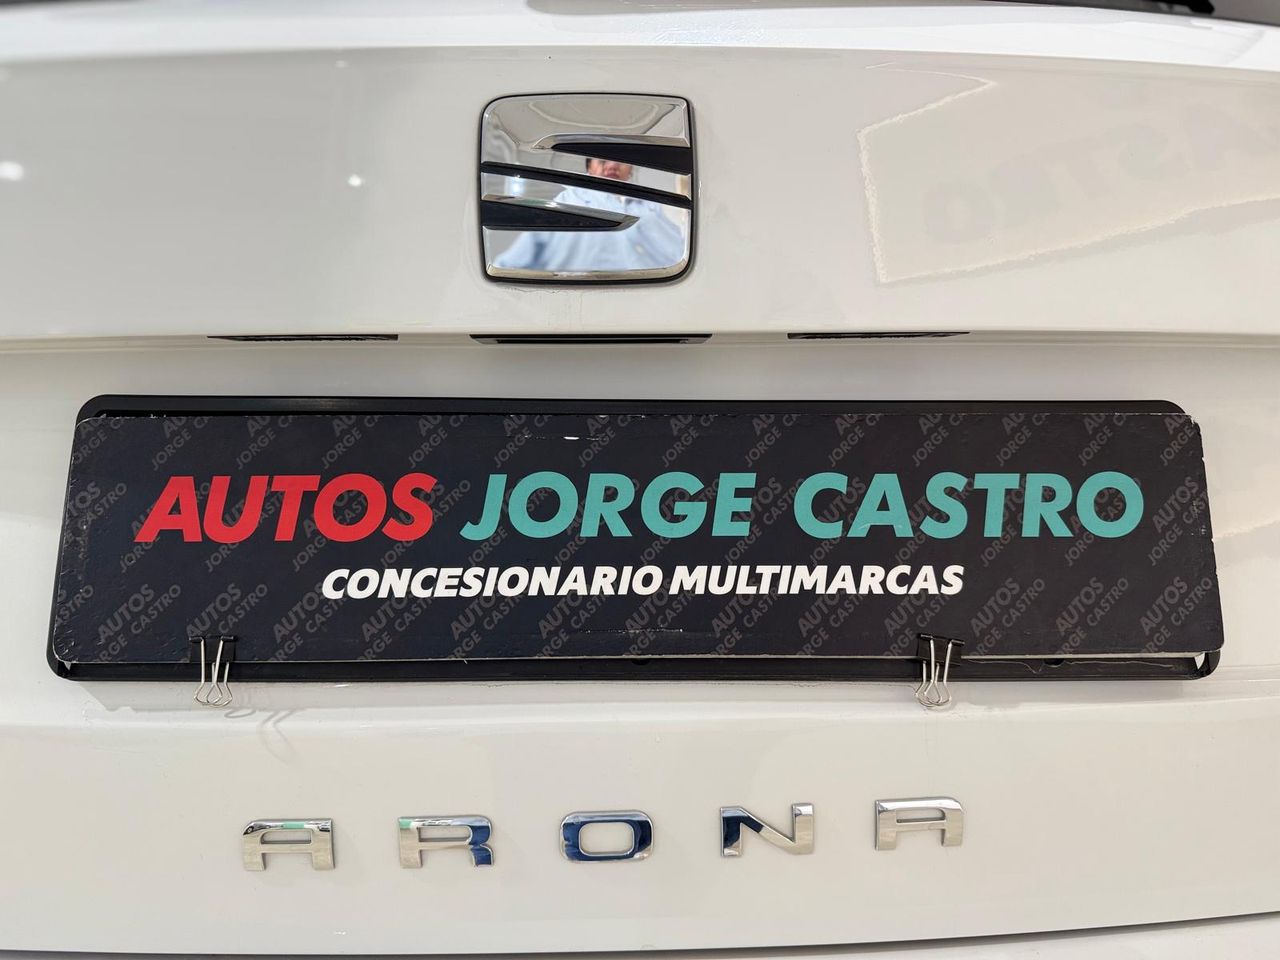 AUTOS JORGE CASTRO
CONCESIONARIO MULTIMARCAS
ARONA